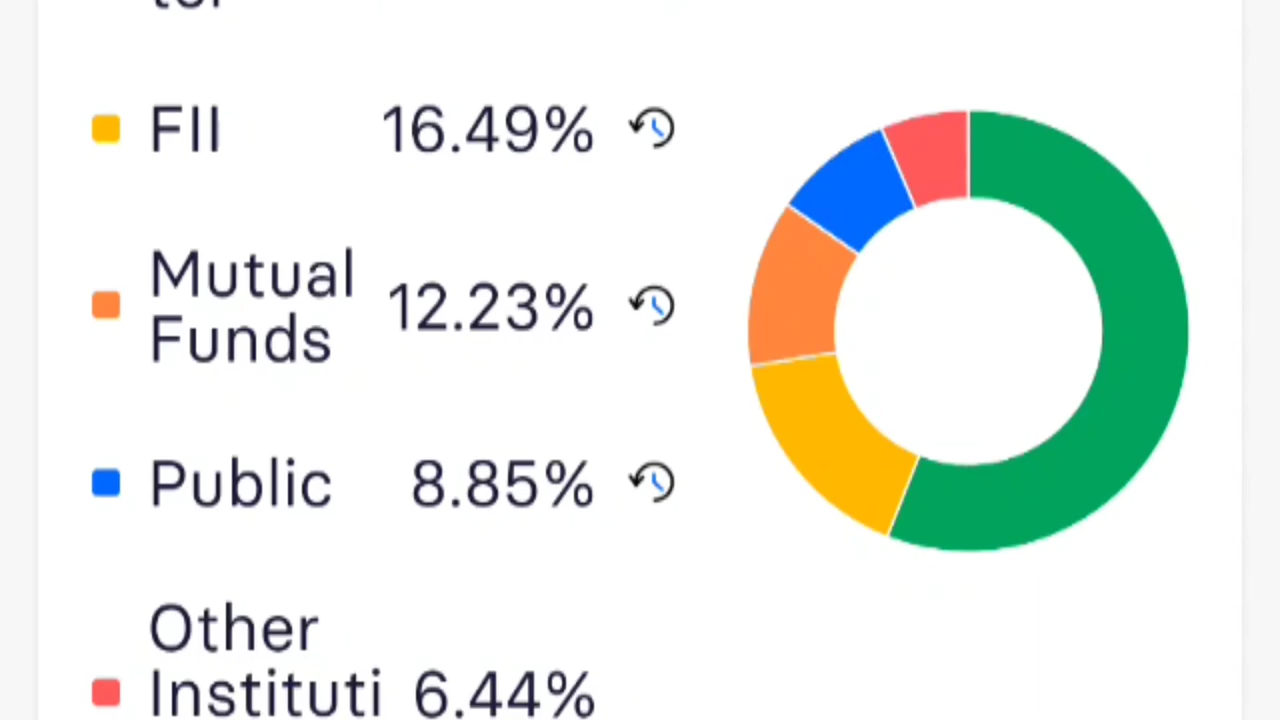 FII 16.49%
Mutual
Funds 12.23%
Public 8.85%
Other
Instituti 6.44%